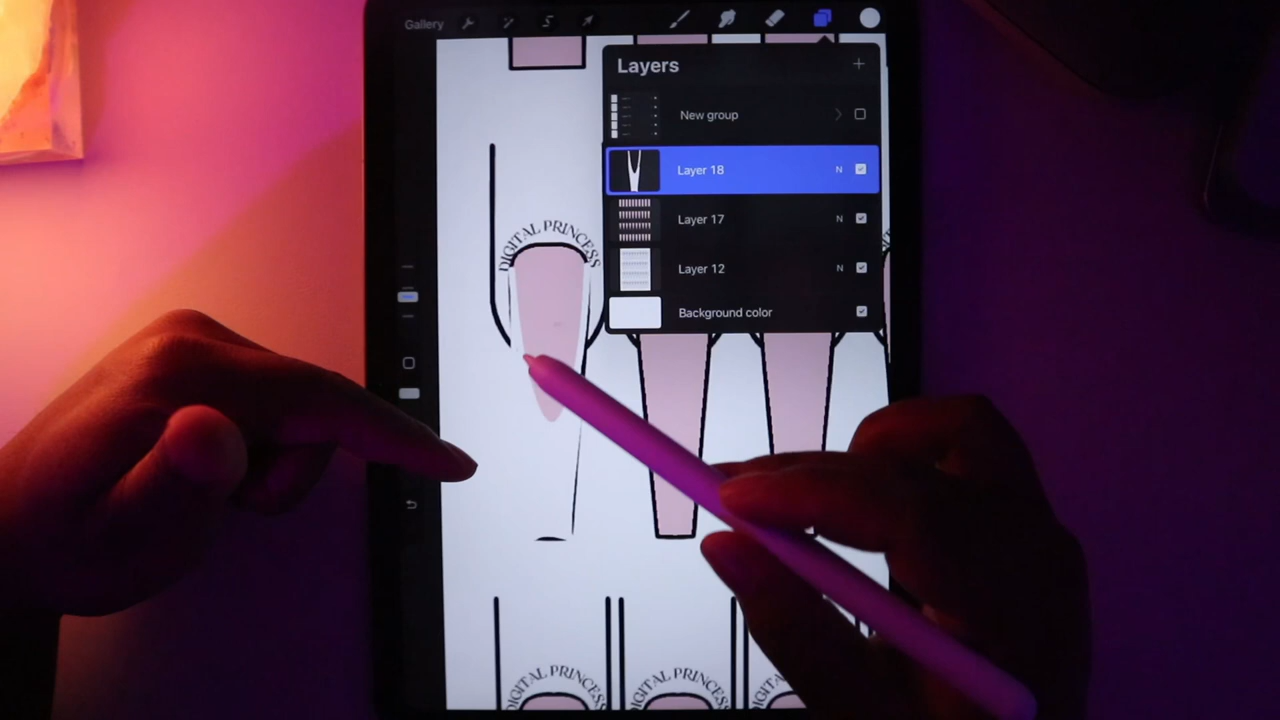 Gallery
Layers
New group
Layer 18 N
Layer 17 N
Layer 12 N
Background color
DIGITAL PRINCESS
DIGITAL PRINCESS
DIGITAL PRINCESS